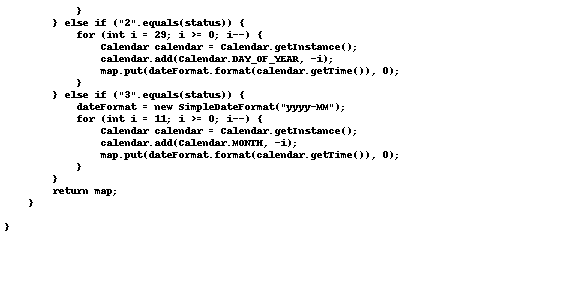 }
        } else if ("2".equals(status)) {
            for (int i = 29; i >= 0; i--) {
                Calendar calendar = Calendar.getInstance();
                calendar.add(Calendar.DAY_OF_YEAR, -i);
                map.put(dateFormat.format(calendar.getTime()), 0);
            }
        } else if ("3".equals(status)) {
            dateFormat = new SimpleDateFormat("yyyy-MM");
            for (int i = 11; i >= 0; i--) {
                Calendar calendar = Calendar.getInstance();
                calendar.add(Calendar.MONTH, -i);
                map.put(dateFormat.format(calendar.getTime()), 0);
            }
        }
        return map;
    }

}